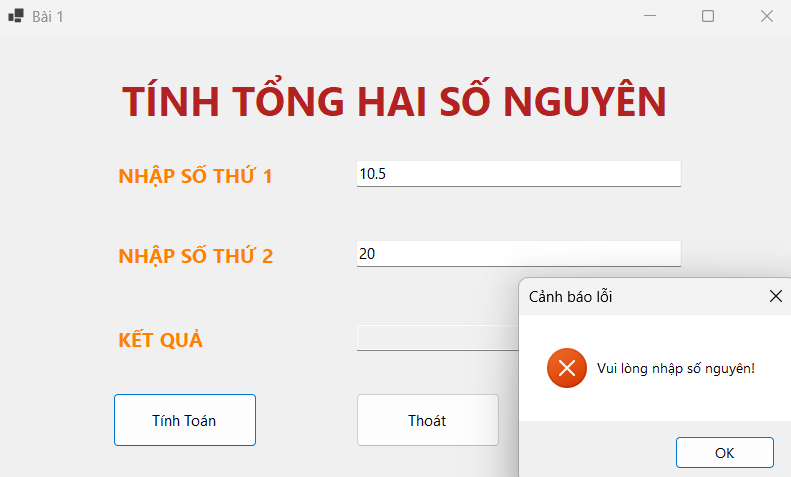 Bài 1
TÍNH TỔNG HAI SỐ NGUYÊN
NHẬP SỐ THỨ 1
10.5
NHẬP SỐ THỨ 2
20
KẾT QUẢ
Tính Toán
Thoát
Cảnh báo lỗi
Vui lòng nhập số nguyên!
OK